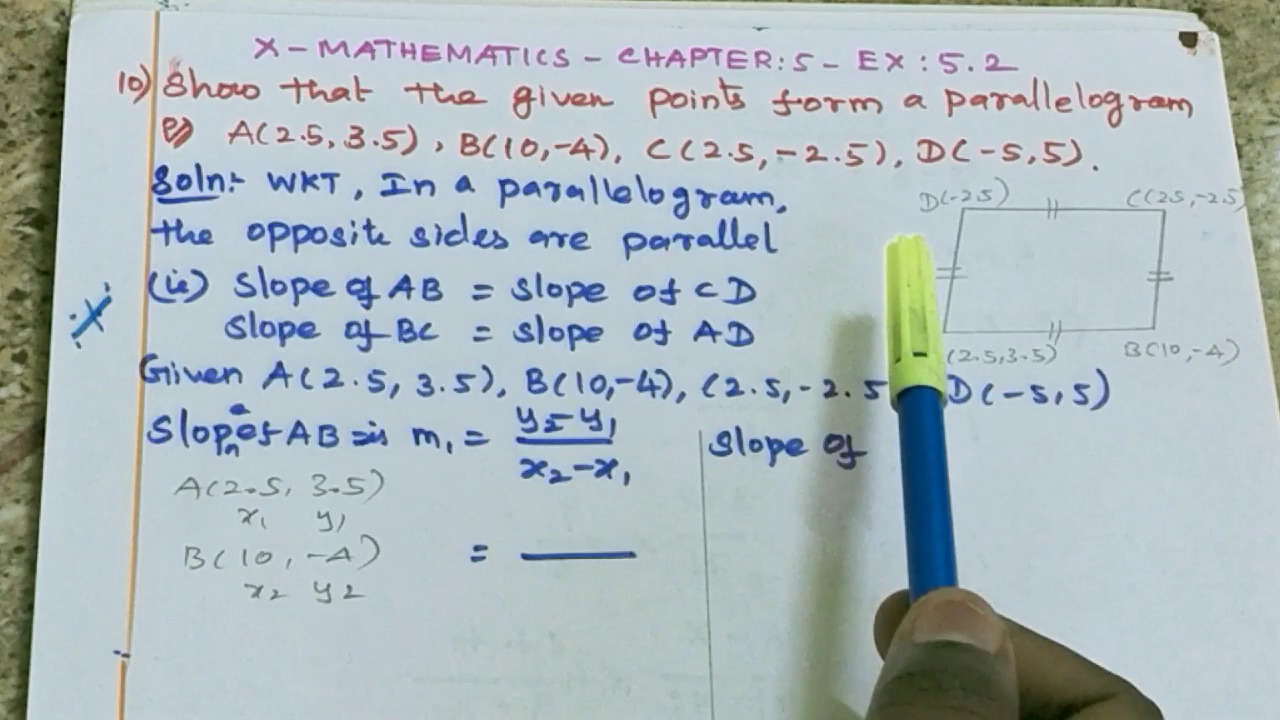 X - MATHEMATICS - CHAPTER: 5 - EX : 5.2
10) Show that the given points form a parallelogram
A(2.5, 3.5), B(10,-4), C(2.5,-2.5), D(-5,5).
Soln:- WKT, In a parallelogram,
the opposite sides are parallel
(ie) Slope of AB = slope of CD
Slope of BC = slope of AD
D(-2.5) C(2.5,-2.5)
(2.5,3.5) B(10,-4)
Given A(2.5, 3.5), B(10,-4), C(2.5,-2.5 D(-5,5)
Slope of AB is m₁ = y₂-y₁ / x₂-x₁
Slope of
A(2.5, 3.5)
x₁ y₁
B(10, -4) =
x₂ y₂